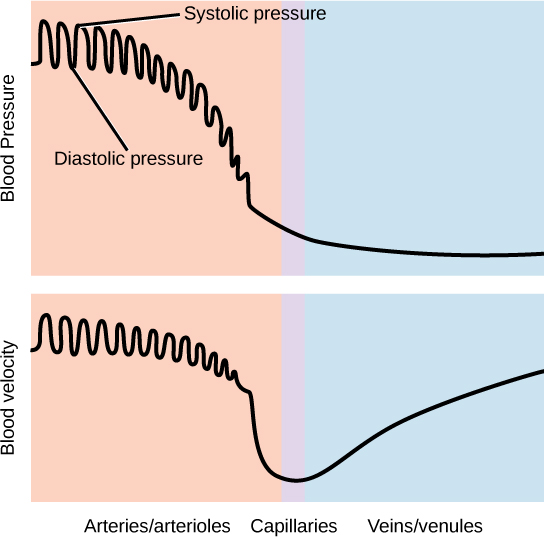 Systolic pressure
Blood Pressure
Diastolic pressure
Blood velocity
Arteries/arterioles
Capillaries
Veins/venules